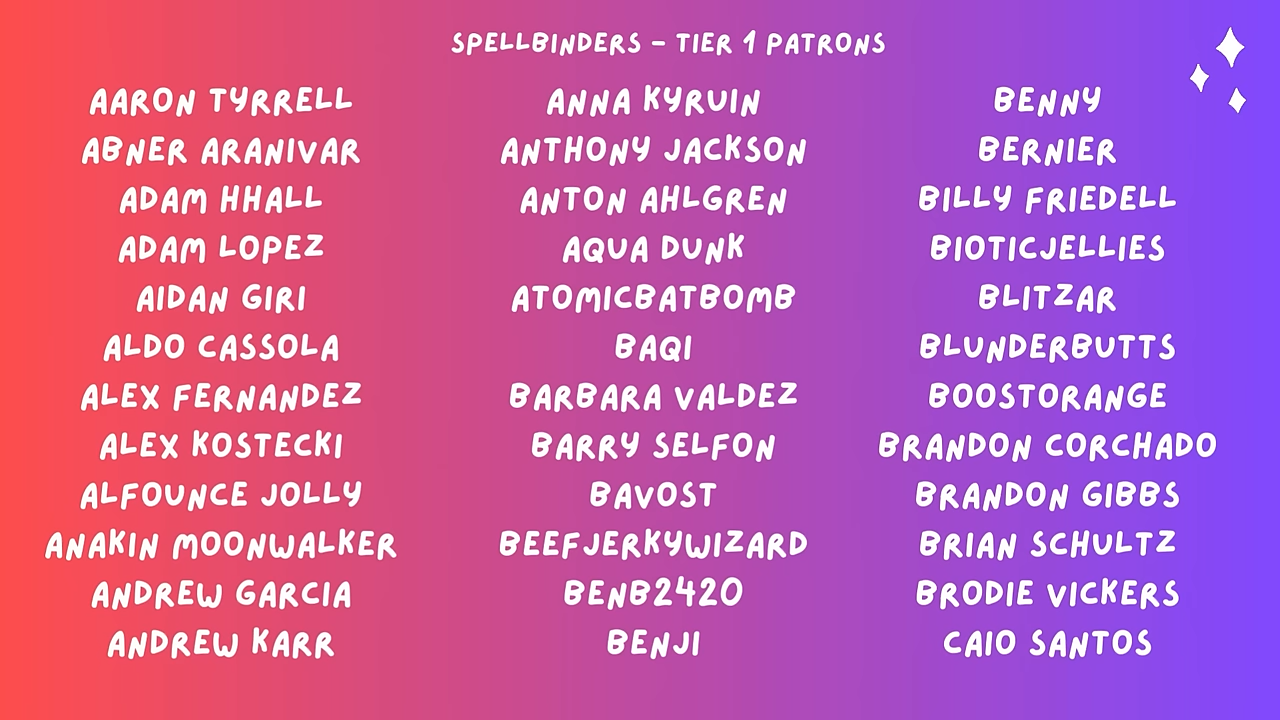 SPELLBINDERS - TIER 1 PATRONS
AARON TYRRELL
ABNER ARANIVAR
ADAM HHALL
ADAM LOPEZ
AIDAN GIRI
ALDO CASSOLA
ALEX FERNANDEZ
ALEX KOSTECKI
ALFOUNCE JOLLY
ANAKIN MOONWALKER
ANDREW GARCIA
ANDREW KARR
ANNA KYRUIN
ANTHONY JACKSON
ANTON AHLGREN
AQUA DUNK
ATOMICBATBOMB
BAQI
BARBARA VALDEZ
BARRY SELFON
BAVOST
BEEFJERKYWIZARD
BENB2420
BENJI
BENNY
BERNIER
BILLY FRIEDELL
BIOTICJELLIES
BLITZAR
BLUNDERBUTTS
BOOSTORANGE
BRANDON CORCHADO
BRANDON GIBBS
BRIAN SCHULTZ
BRODIE VICKERS
CAIO SANTOS